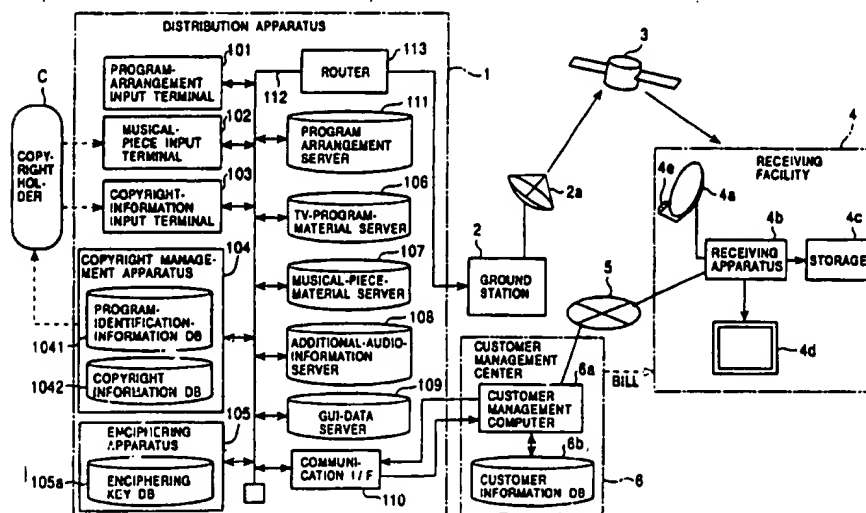 DISTRIBUTION APPARATUS
101
PROGRAM-
ARRANGEMENT
INPUT TERMINAL
113
ROUTER
112
1
3
C
COPY-
RIGHT
HOL-
DER
102
MUSICAL-
PIECE INPUT
TERMINAL
111
PROGRAM
ARRANGEMENT
SERVER
103
COPYRIGHT-
INFORMATION
INPUT TERMINAL
106
TV-PROGRAM-
MATERIAL SERVER
2a
4
RECEIVING
FACILITY
4e
4a
4b
4c
RECEIVING
APPARATUS
STORAGE
4d
104
COPYRIGHT MANAGE-
MENT APPARATUS
PROGRAM-
IDENTIFICATION-
INFORMATION DB
1041
COPYRIGHT
INFORMATION DB
1042
107
MUSICAL-PIECE-
MATERIAL SERVER
2
GROUND
STATION
5
108
ADDITIONAL-AUDIO-
INFORMATION
SERVER
109
GUI-DATA
SERVER
CUSTOMER
MANAGEMENT
CENTER
6a
CUSTOMER
MANAGEMENT
COMPUTER
BILL
105
ENCIPHERING
APPARATUS
105a
ENCIPHERING
KEY DB
COMMUNI-
CATION I/F
110
6b
CUSTOMER
INFORMATION DB
6